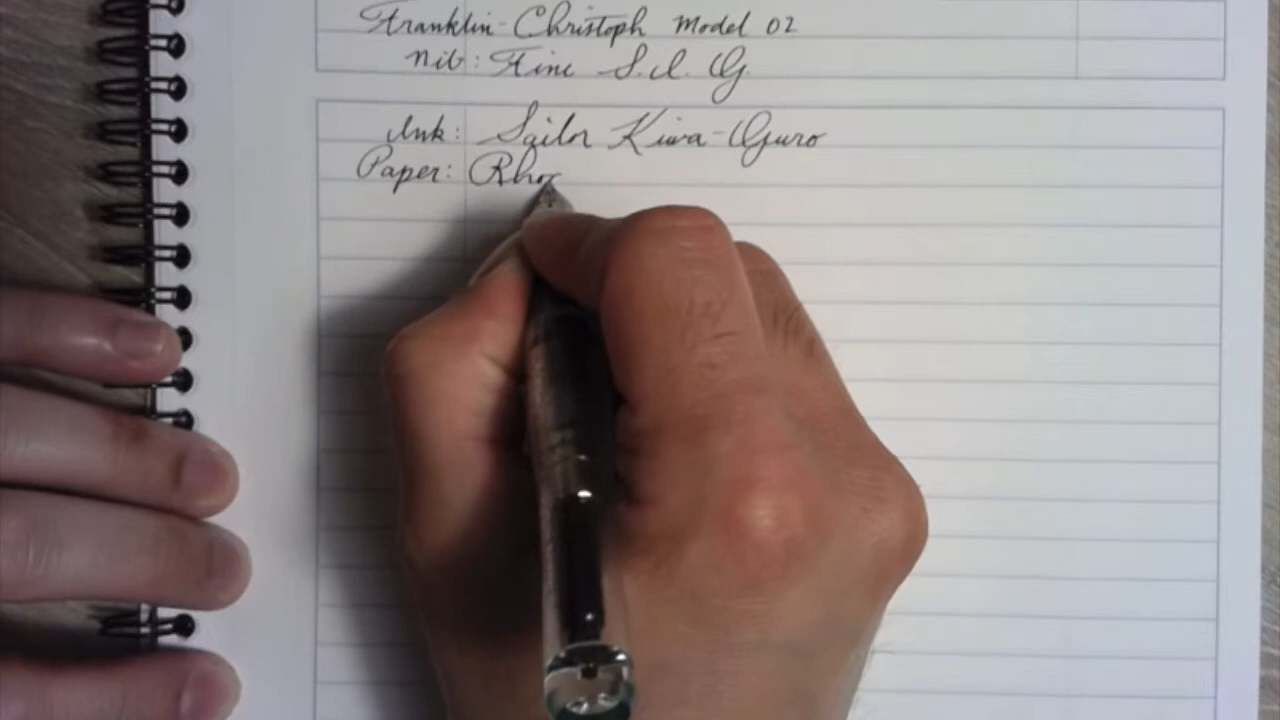 Franklin-Christoph Model 02
Nib: Fine S.I.G.
Ink: Sailor Kiwa-Guro
Paper: Rho